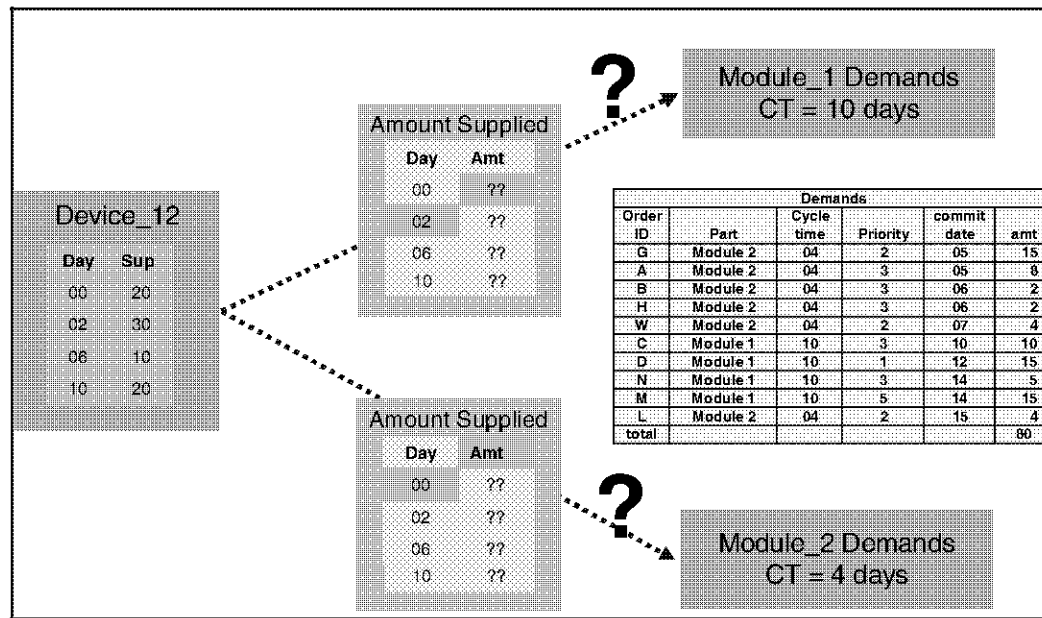 ?
Module_1 Demands
CT = 10 days
Amount Supplied
Day Amt
00 ??
02 ??
06 ??
10 ??
Device_12
Day Sup
00 20
02 30
06 10
10 20
Demands
Order ID Part Cycle time Priority commit date amt
G Module 2 04 2 05 15
A Module 2 04 3 05 8
B Module 2 04 3 06 2
H Module 2 04 3 06 2
W Module 2 04 2 07 4
C Module 1 10 3 10 10
D Module 1 10 1 12 15
N Module 1 10 3 14 5
M Module 1 10 5 14 15
L Module 2 04 2 15 4
total 80
Amount Supplied
Day Amt
00 ??
02 ??
06 ??
10 ??
?
Module_2 Demands
CT = 4 days